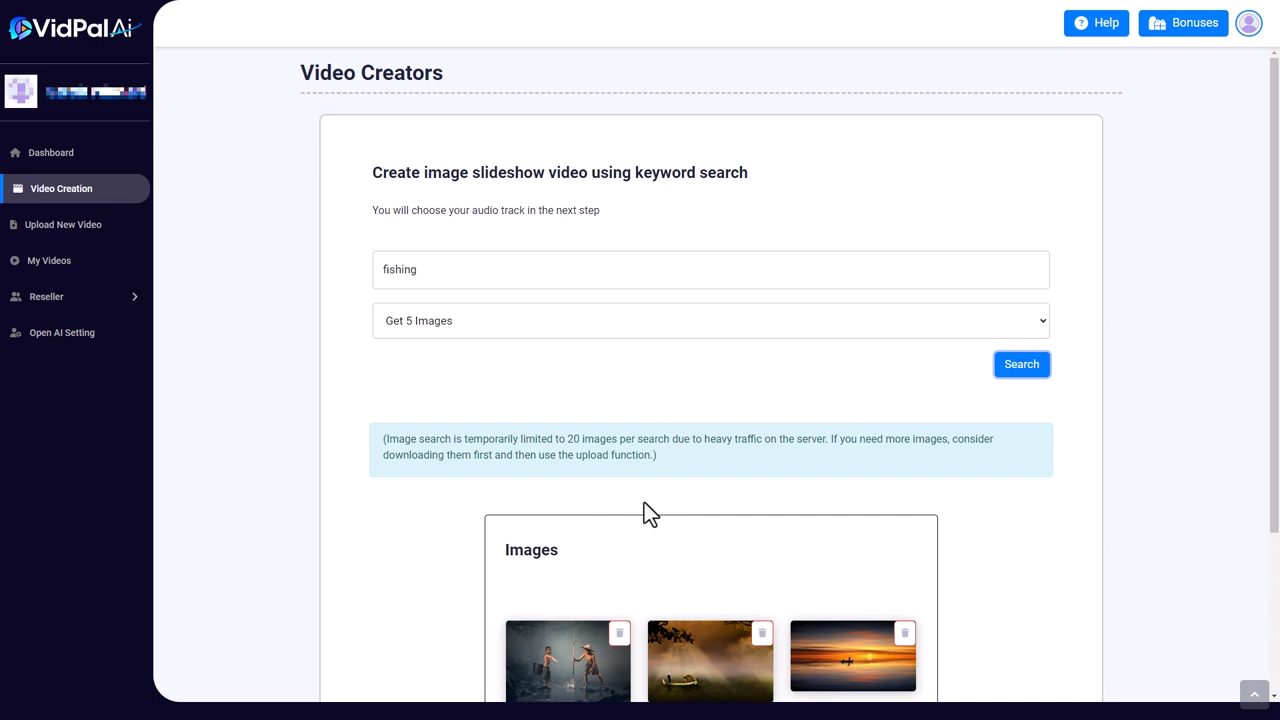 VidPal Ai
Help
Bonuses
Video Creators
Dashboard
Video Creation
Upload New Video
My Videos
Reseller
Open AI Setting
Create image slideshow video using keyword search
You will choose your audio track in the next step
fishing
Get 5 Images
Search
(Image search is temporarily limited to 20 images per search due to heavy traffic on the server. If you need more images, consider
downloading them first and then use the upload function.)
Images